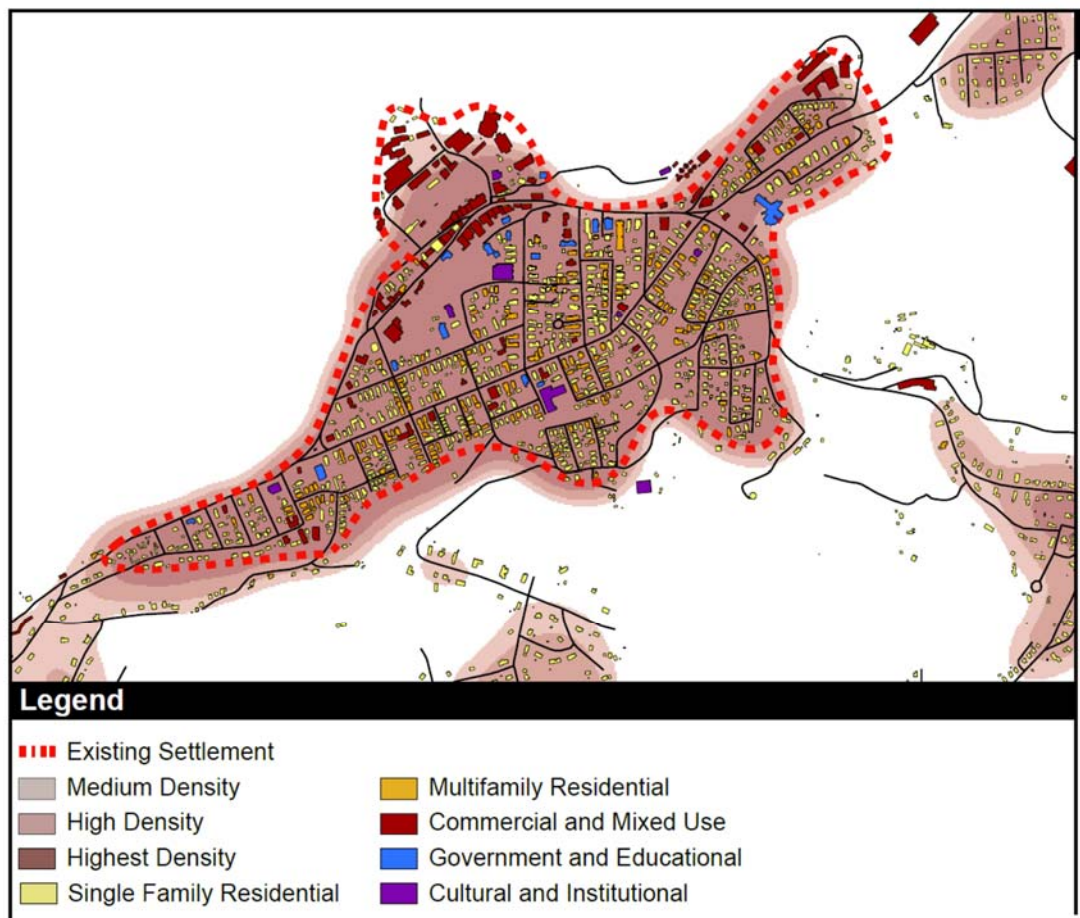 Legend
Existing Settlement
Medium Density
High Density
Highest Density
Single Family Residential
Multifamily Residential
Commercial and Mixed Use
Government and Educational
Cultural and Institutional